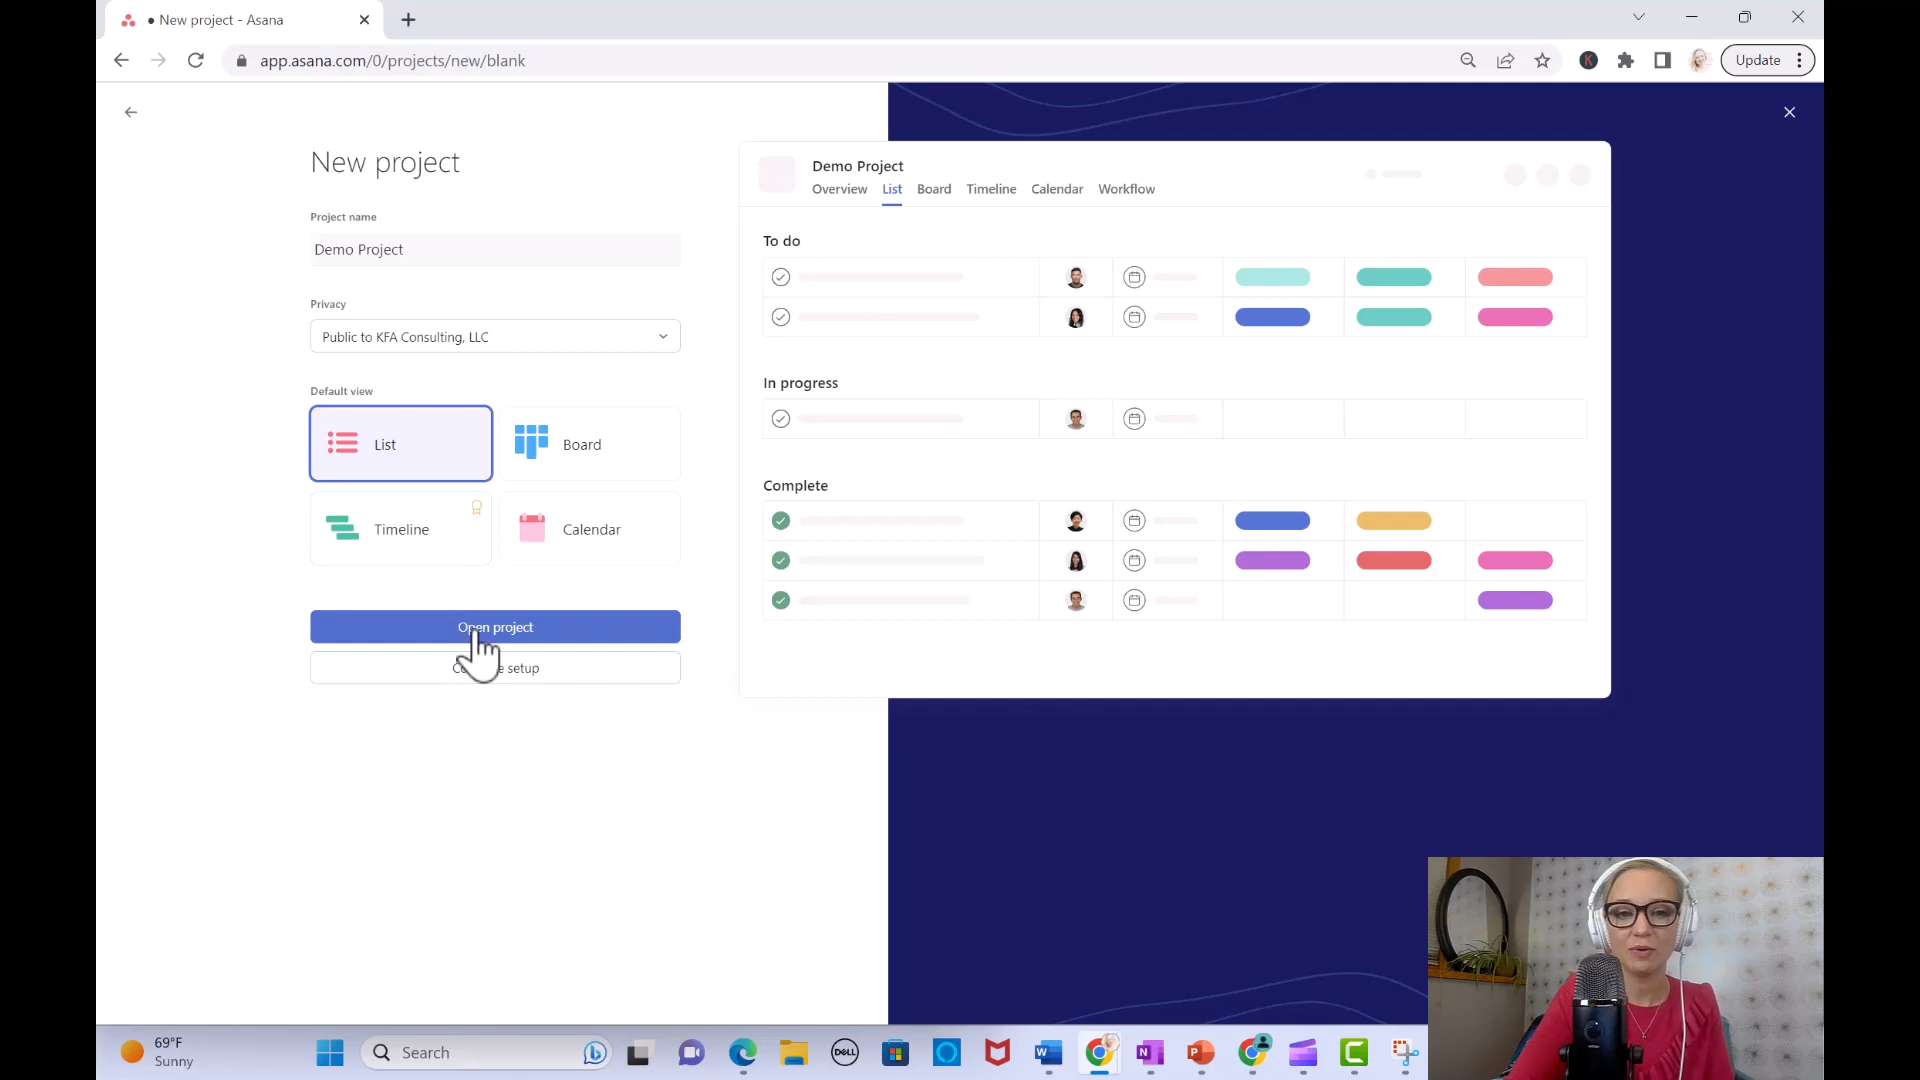 • New project - Asana
app.asana.com/0/projects/new/blank
Update
New project
Project name
Demo Project
Privacy
Public to KFA Consulting, LLC
Default view
List
Board
Timeline
Calendar
Open project
setup
Demo Project
Overview List Board Timeline Calendar Workflow
To do
In progress
Complete
69°F
Sunny
Search
DELL